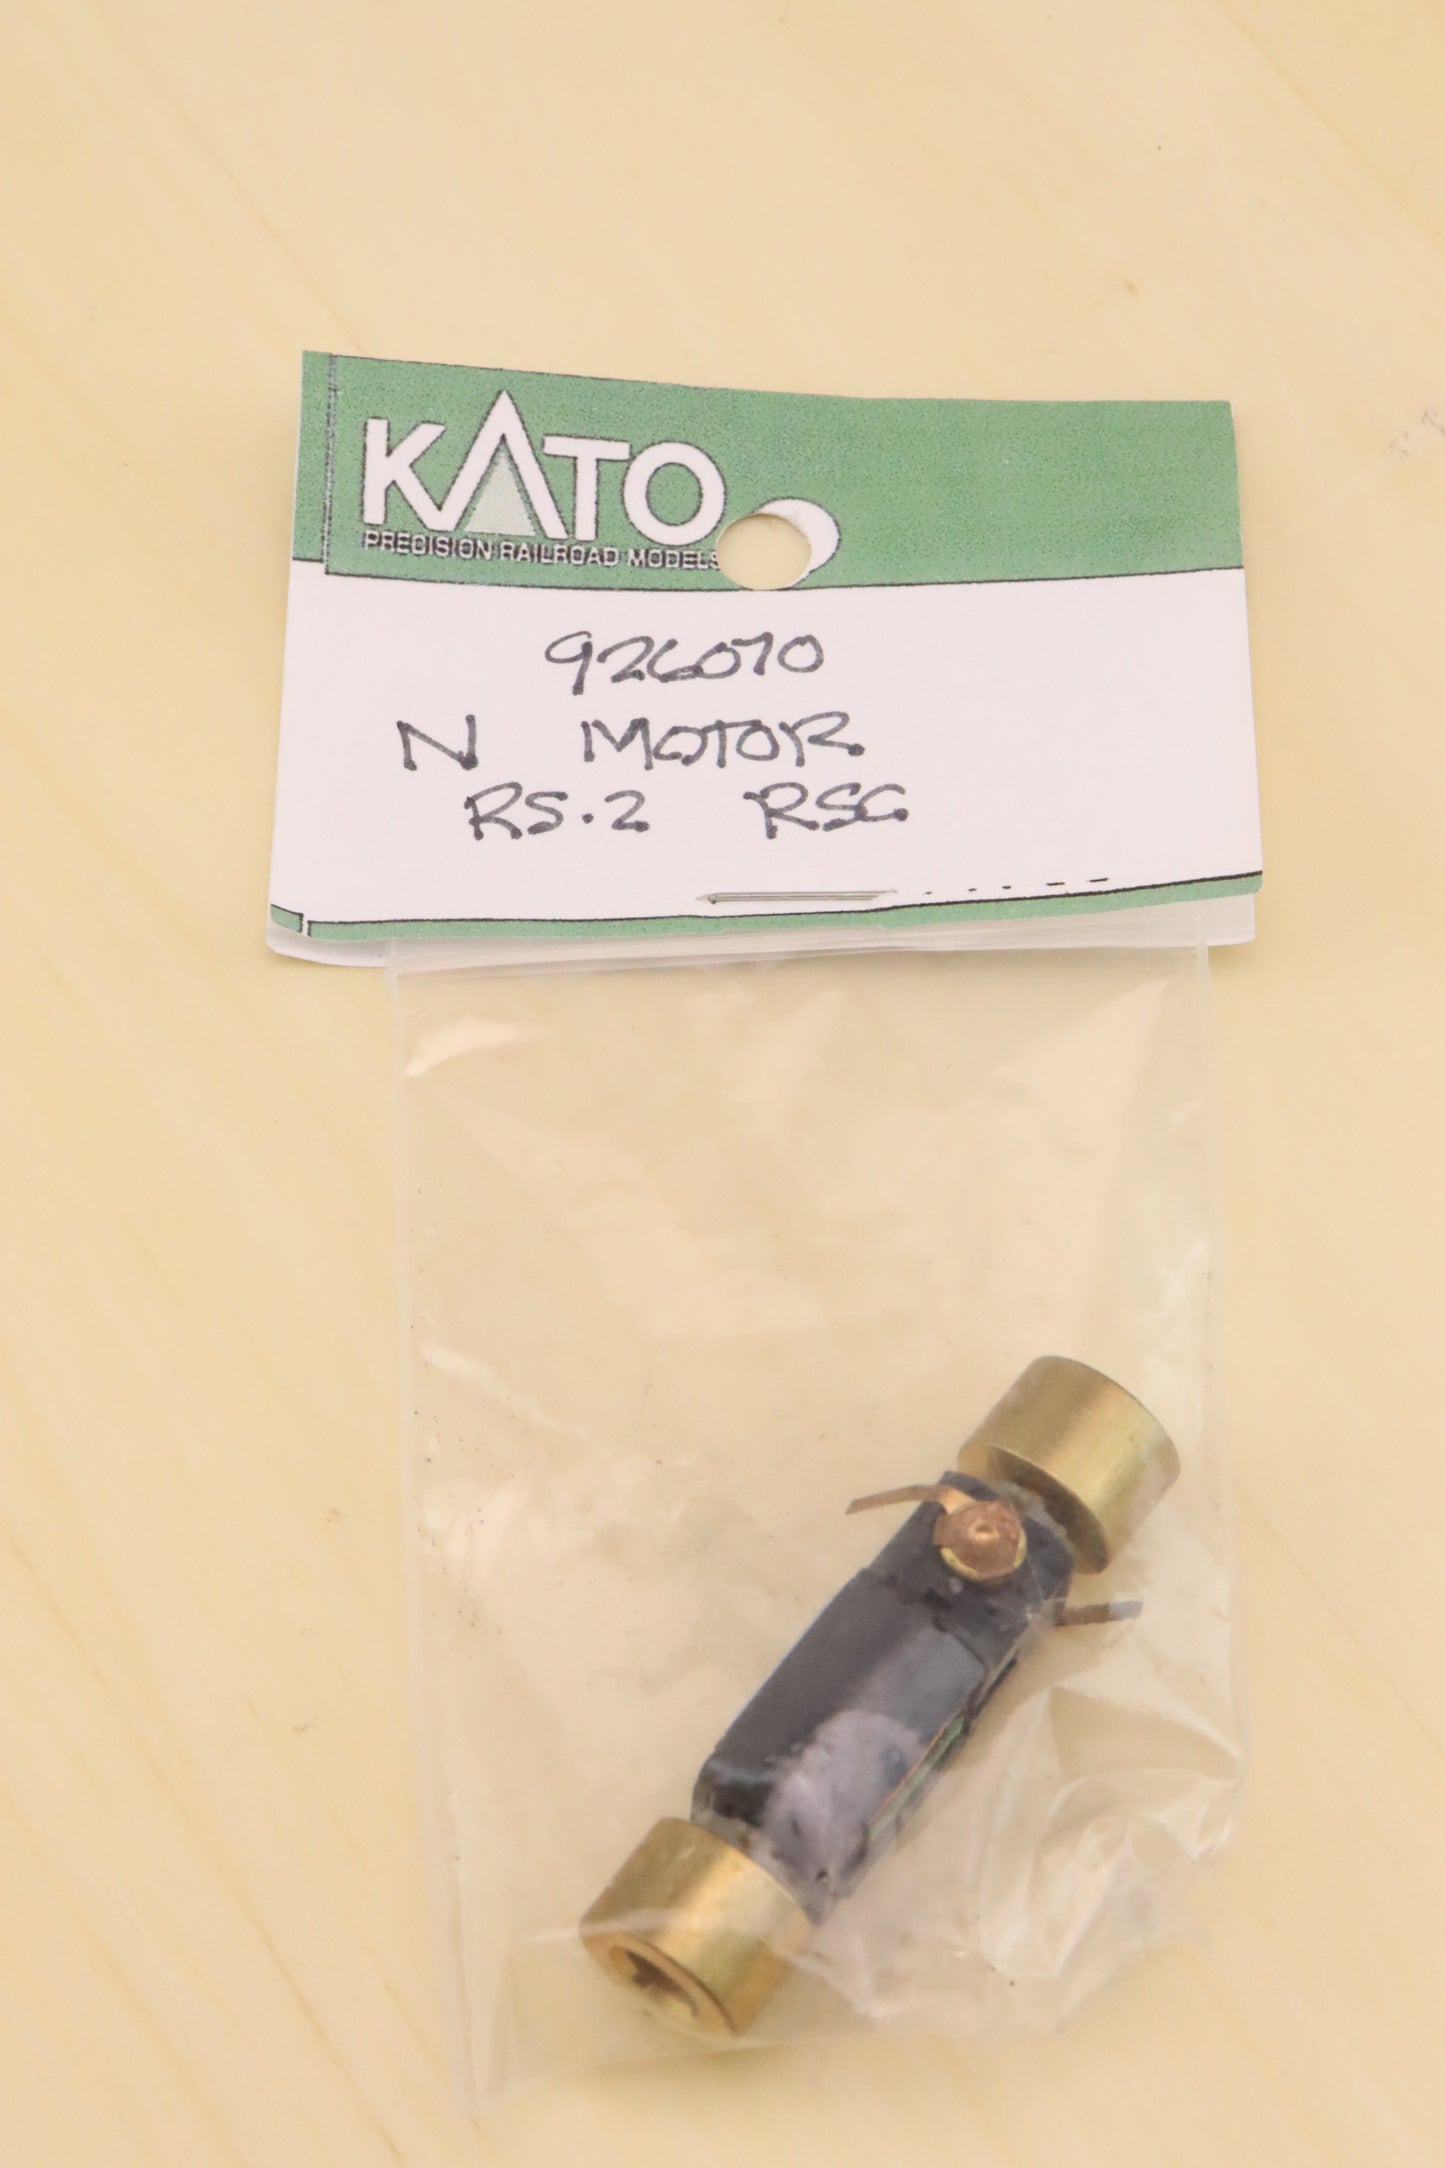 KATO
PRECISION RAILROAD MODELS
926070
N MOTOR
RS.2 RSC